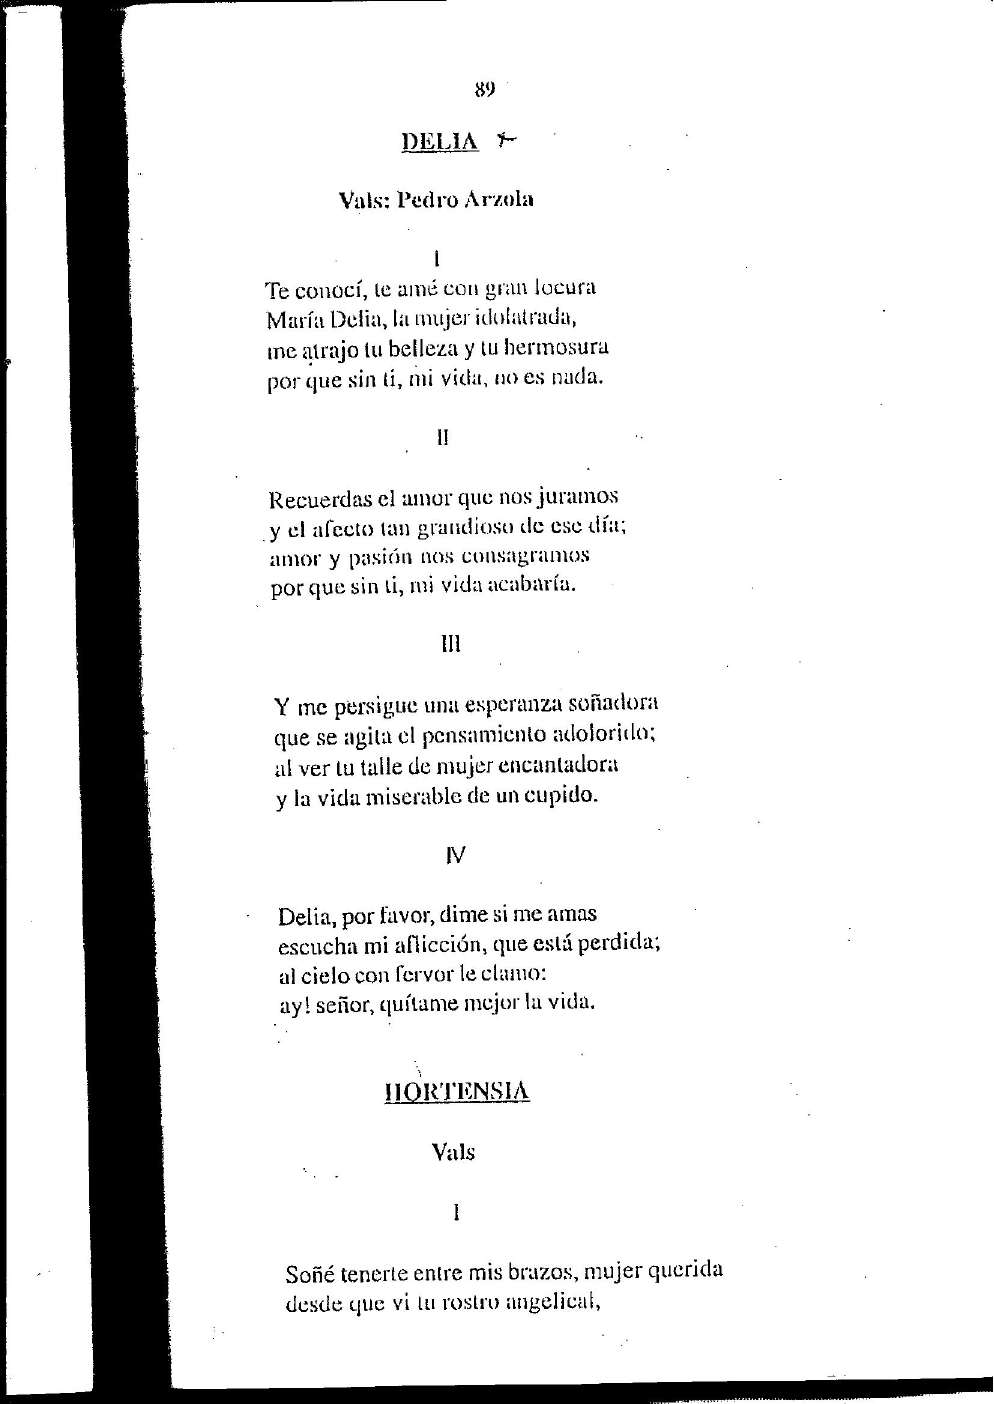 89
DELIA
Vals: Pedro Arzola
I
Te conocí, te amé con gran locura
María Delia, la mujer idolatrada,
me atrajo tu belleza y tu hermosura
por que sin tí, mi vida, no es nada.
II
Recuerdas el amor que nos juramos
y el afecto tan grandioso de ese día;
amor y pasión nos consagramos
por que sin ti, mi vida acabaría.
III
Y me persigue una esperanza soñadora
que se agita el pensamiento adolorido;
al ver tu talle de mujer encantadora
y la vida miserable de un cupido.
IV
Delia, por favor, dime si me amas
escucha mi aflicción, que está perdida;
al cielo con fervor le clamo:
ay! señor, quítame mejor la vida.
HORTENSIA
Vals
I
Soñé tenerte entre mis brazos, mujer querida
desde que vi tu rostro angelical,